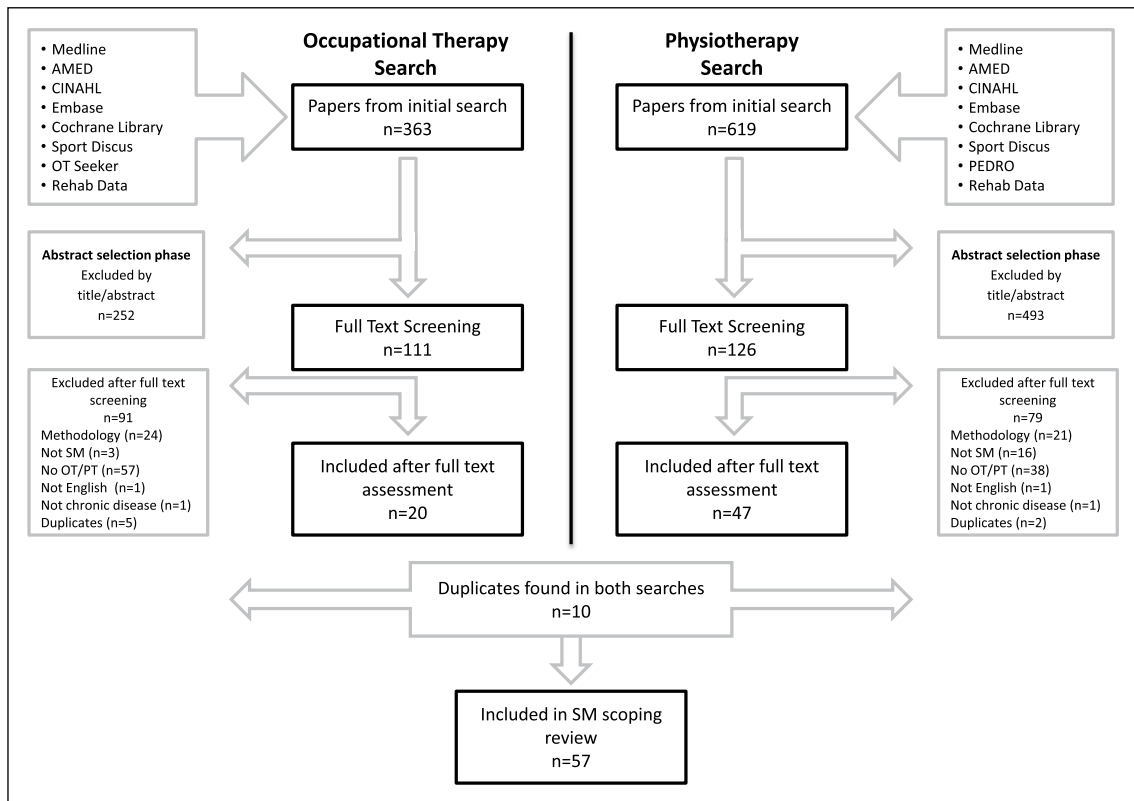 Occupational Therapy
Search
• Medline
• AMED
• CINAHL
• Embase
• Cochrane Library
• Sport Discus
• OT Seeker
• Rehab Data
Papers from initial search
n=363
Abstract selection phase
Excluded by
title/abstract
n=252
Full Text Screening
n=111
Excluded after full text
screening
n=91
Methodology (n=24)
Not SM (n=3)
No OT/PT (n=57)
Not English (n=1)
Not chronic disease (n=1)
Duplicates (n=5)
Included after full text
assessment
n=20
Physiotherapy
Search
Papers from initial search
n=619
• Medline
• AMED
• CINAHL
• Embase
• Cochrane Library
• Sport Discus
• PEDRO
• Rehab Data
Abstract selection phase
Excluded by
title/abstract
n=493
Full Text Screening
n=126
Excluded after full text
screening
n=79
Methodology (n=21)
Not SM (n=16)
No OT/PT (n=38)
Not English (n=1)
Not chronic disease (n=1)
Duplicates (n=2)
Included after full text
assessment
n=47
Duplicates found in both searches
n=10
Included in SM scoping
review
n=57